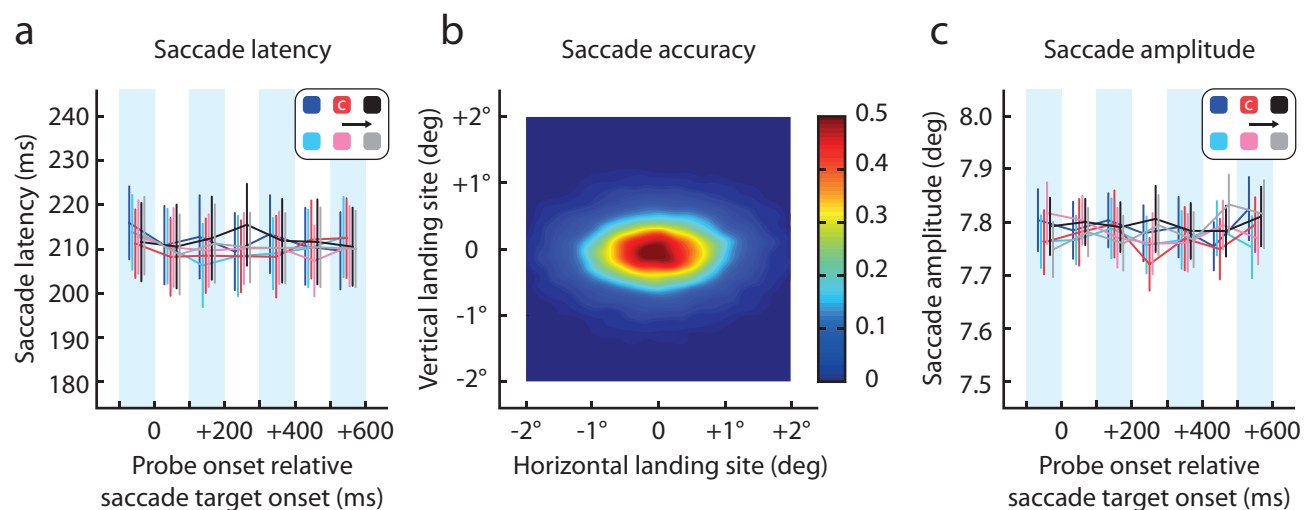 a
Saccade latency
Saccade latency (ms)
240
230
220
210
200
190
180
C
0
+200
+400
+600
Probe onset relative
saccade target onset (ms)
b
Saccade accuracy
Vertical landing site (deg)
+2°
+1°
0
-1°
-2°
-2°
-1°
0
+1°
+2°
Horizontal landing site (deg)
0.5
0.4
0.3
0.2
0.1
0
c
Saccade amplitude
Saccade amplitude (deg)
8.0
7.9
7.8
7.7
7.6
7.5
C
0
+200
+400
+600
Probe onset relative
saccade target onset (ms)